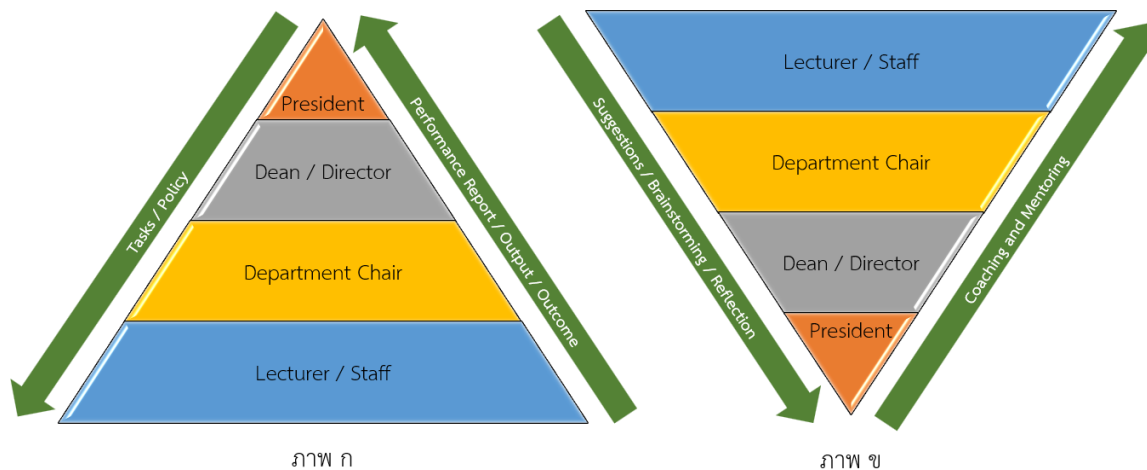 President
Dean / Director
Department Chair
Lecturer / Staff
Tasks / Policy
Performance Report / Output / Outcome
ภาพ ก
Lecturer / Staff
Department Chair
Dean / Director
President
Suggestions / Brainstorming / Reflection
Coaching and Mentoring
ภาพ ข